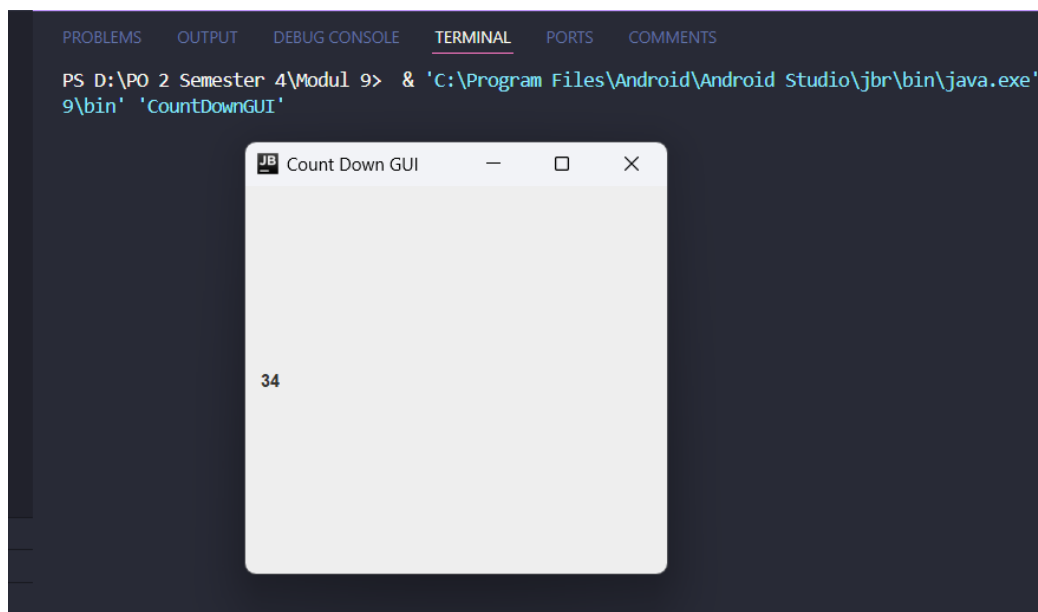 PROBLEMS OUTPUT DEBUG CONSOLE TERMINAL PORTS COMMENTS
PS D:\PO 2 Semester 4\Modul 9> & 'C:\Program Files\Android\Android Studio\jbr\bin\java.exe'
9\bin' 'CountDownGUI'
JB Count Down GUI
34